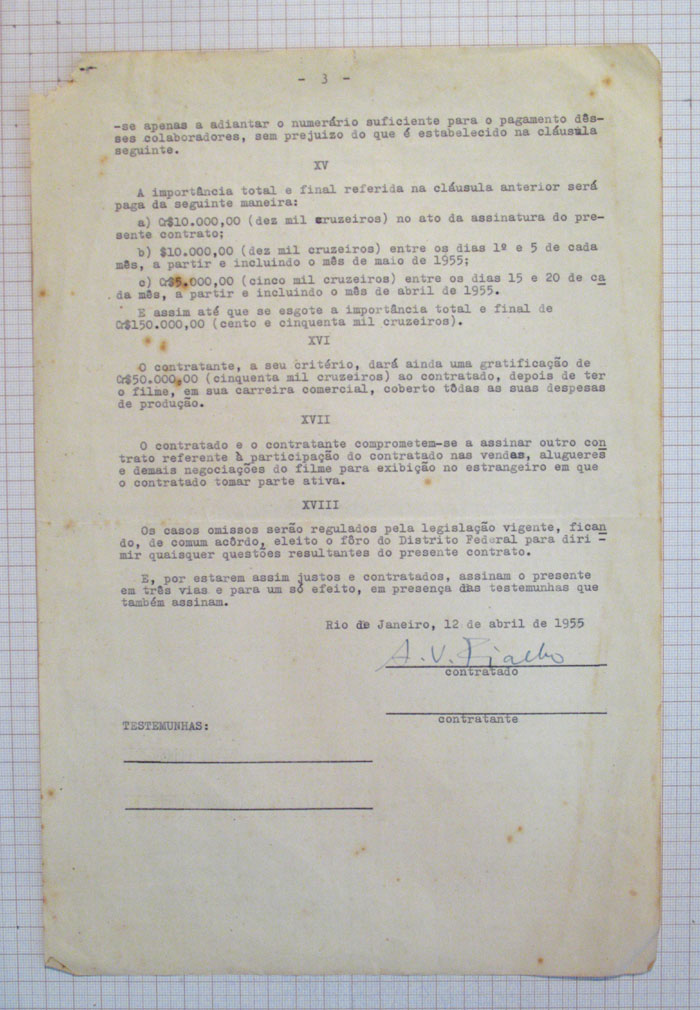 - 3 -
-se apenas a adiantar o numerário suficiente para o pagamento dês-
ses colaboradores, sem prejuizo do que é estabelecido na cláusula
seguinte.
XV
A importância total e final referida na cláusula anterior será
paga da seguinte maneira:
a) Cr$10.000,00 (dez mil cruzeiros) no ato da assinatura do pre-
sente contrato;
b) $10.000,00 (dez mil cruzeiros) entre os dias 1º e 5 de cada
mês, a partir e incluindo o mês de maio de 1955;
c) Cr$5.000,00 (cinco mil cruzeiros) entre os dias 15 e 20 de ca
da mês, a partir e incluindo o mês de abril de 1955.
E assim até que se esgote a importância total e final de
Cr$150.000,00 (cento e cinquenta mil cruzeiros).
XVI
O contratante, a seu critério, dará ainda uma gratificação de
Cr$50.000,00 (cinquenta mil cruzeiros) ao contratado, depois de ter
o filme, em sua carreira comercial, coberto tôdas as suas despesas
de produção.
XVII
O contratado e o contratante comprometem-se a assinar outro con
trato referente à participação do contratado nas vendas, alugueres
e demais negociações do filme para exibição no estrangeiro em que
o contratado tomar parte ativa.
XVIII
Os casos omissos serão regulados pela legislação vigente, fican
do, de comum acôrdo, eleito o fôro do Distrito Federal para diri-
mir quaisquer questões resultantes do presente contrato.
E, por estarem assim justos e contratados, assinam o presente
em três vias e para um só efeito, em presença das testemunhas que
também assinam.
Rio de Janeiro, 12 de abril de 1955
A. V. Fialho
contratado
contratante
TESTEMUNHAS: